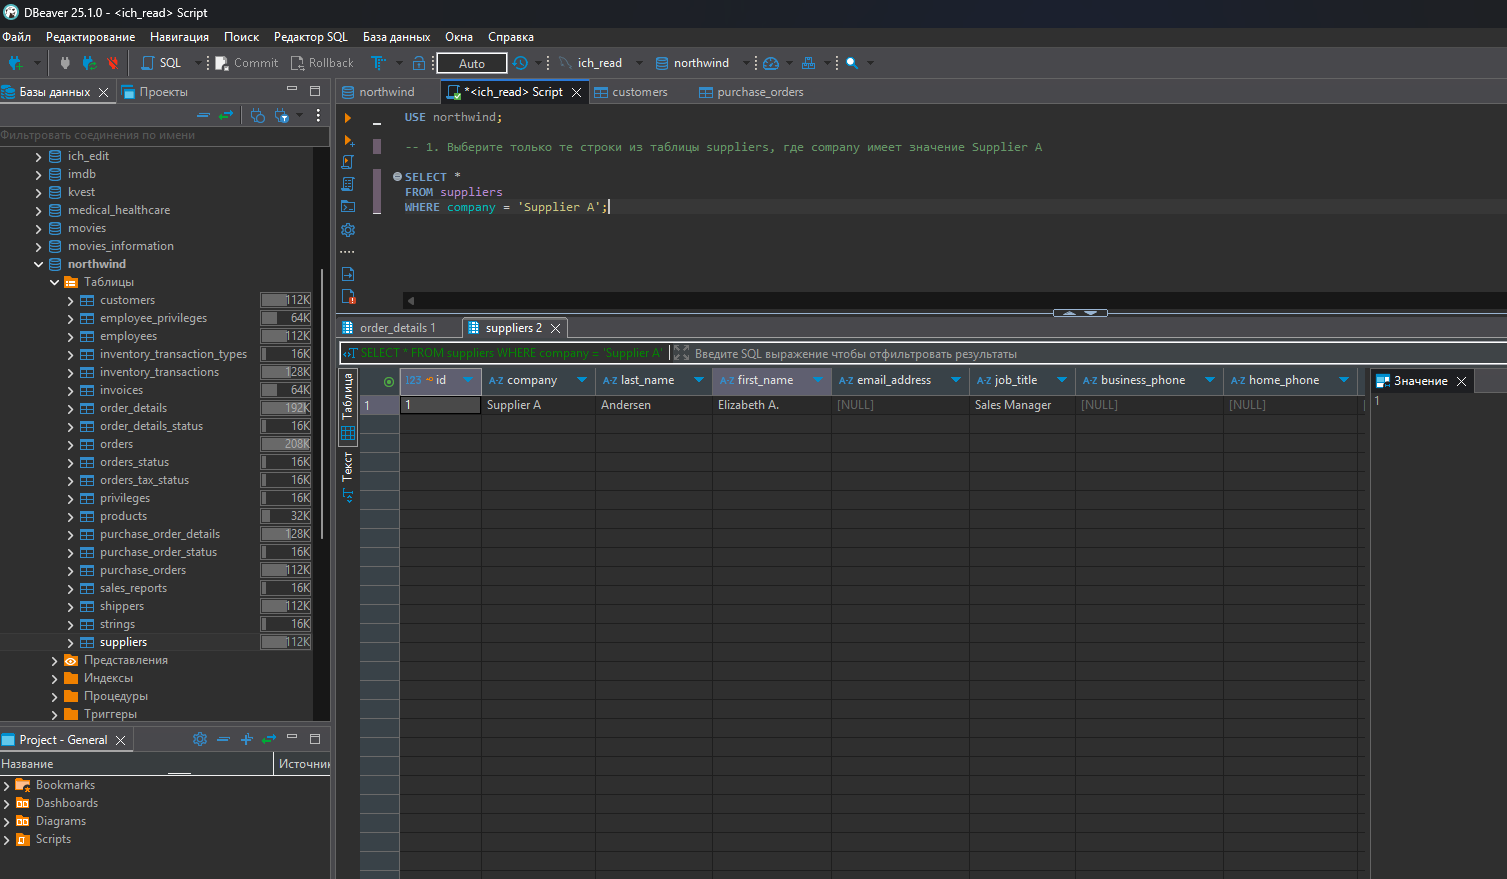 DBeaver 25.1.0 - <ich_read> Script
Файл Редактирование Навигация Поиск Редактор SQL База данных Окна Справка
SQL Commit Rollback Auto ich_read northwind
Базы данных Проекты
Фильтровать соединения по имени
ich_edit
imdb
kvest
medical_healthcare
movies
movies_information
northwind
Таблицы
customers 112K
employee_privileges 64K
employees 112K
inventory_transaction_types 16K
inventory_transactions 128K
invoices 64K
order_details 192K
order_details_status 16K
orders 208K
orders_status 16K
orders_tax_status 16K
privileges 16K
products 32K
purchase_order_details 128K
purchase_order_status 16K
purchase_orders 112K
sales_reports 16K
shippers 112K
strings 16K
suppliers 112K
Представления
Индексы
Процедуры
Триггеры
Project - General
Название Источник
Bookmarks
Dashboards
Diagrams
Scripts
northwind *<ich_read> Script customers purchase_orders
USE northwind;
-- 1. Выберите только те строки из таблицы suppliers, где company имеет значение Supplier A
SELECT *
FROM suppliers
WHERE company = 'Supplier A';
order_details 1 suppliers 2
SELECT * FROM suppliers WHERE company = 'Supplier A' Введите SQL выражение чтобы отфильтровать результаты
Таблица
Текст
123 id A-Z company A-Z last_name A-Z first_name A-Z email_address A-Z job_title A-Z business_phone A-Z home_phone
1 1 Supplier A Andersen Elizabeth A. [NULL] Sales Manager [NULL] [NULL]
Значение
1